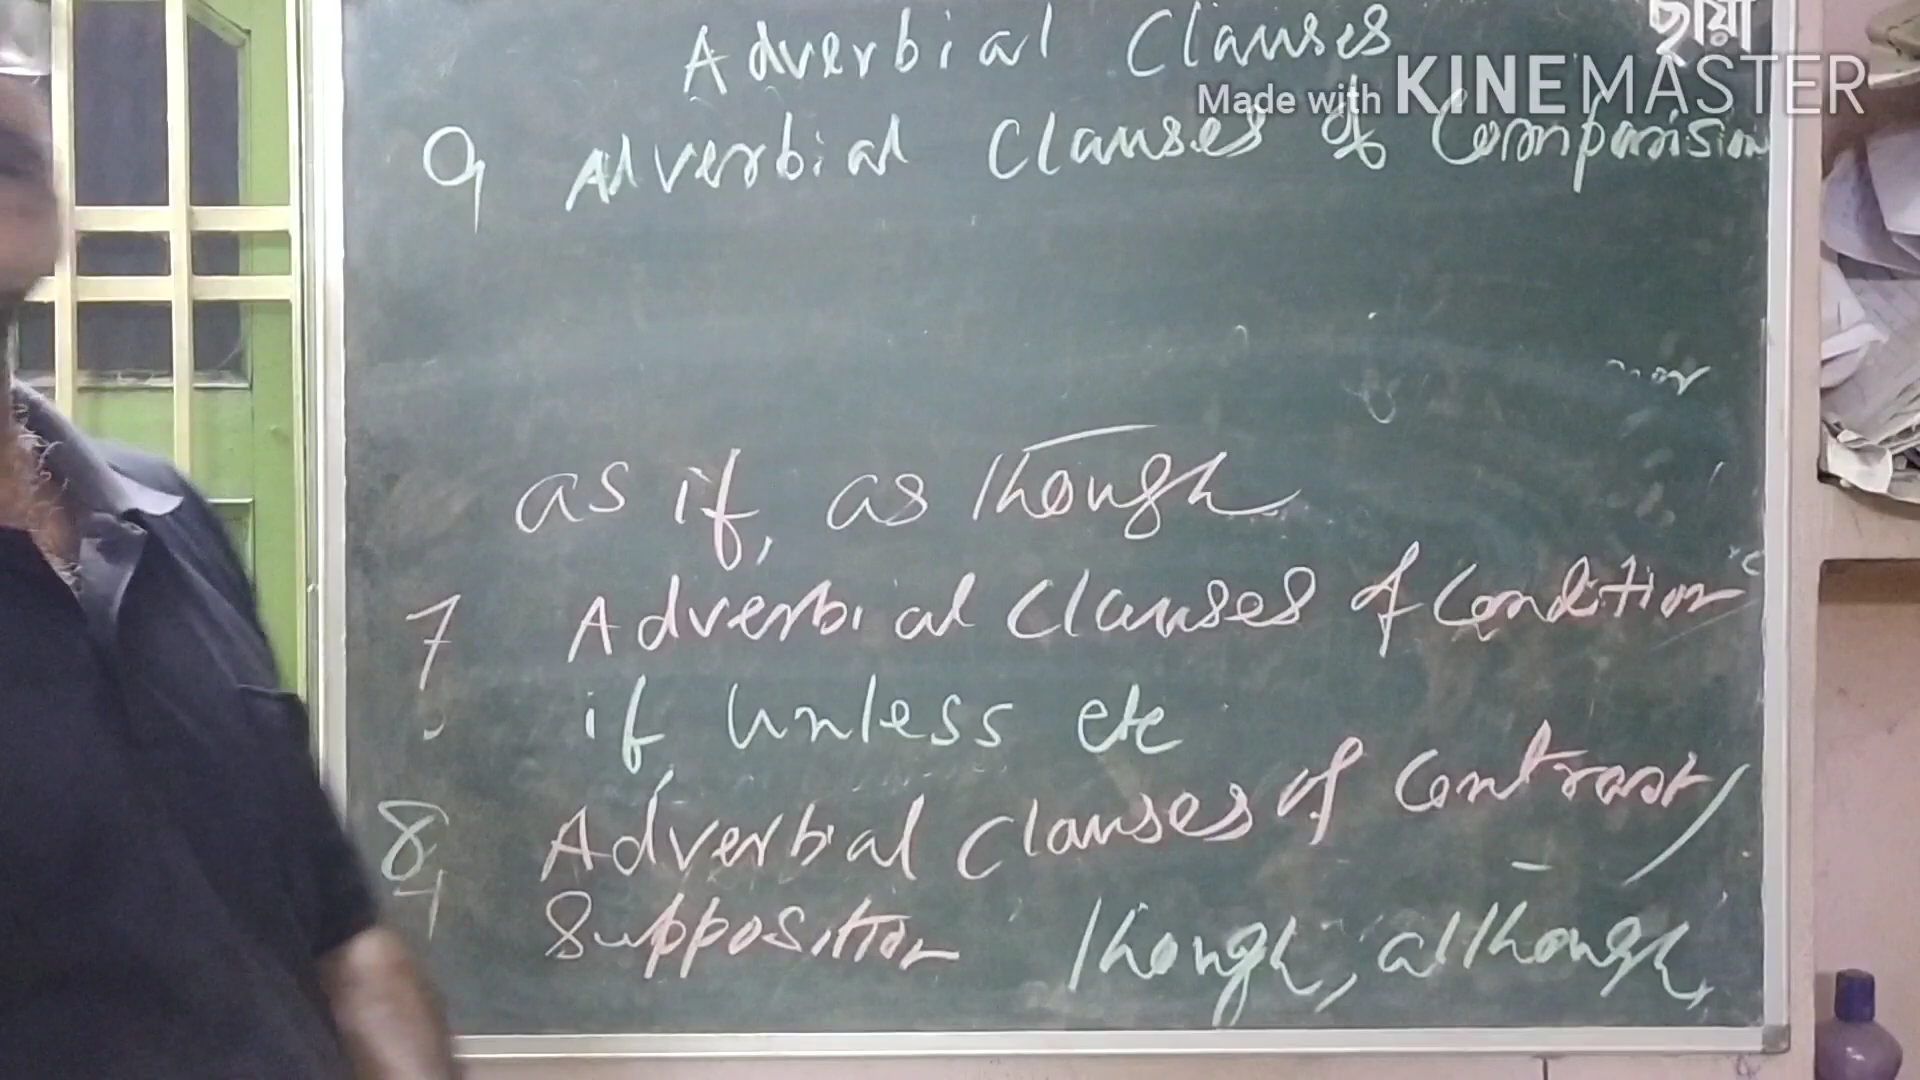 ছায়া
Adverbial Clauses
Made with KINEMASTER
9 Adverbial Clauses of Comparision
as if, as though
7 Adverbial Clauses of Condition
if, unless etc
8 Adverbial Clauses of Contrast/
Supposition though, although,